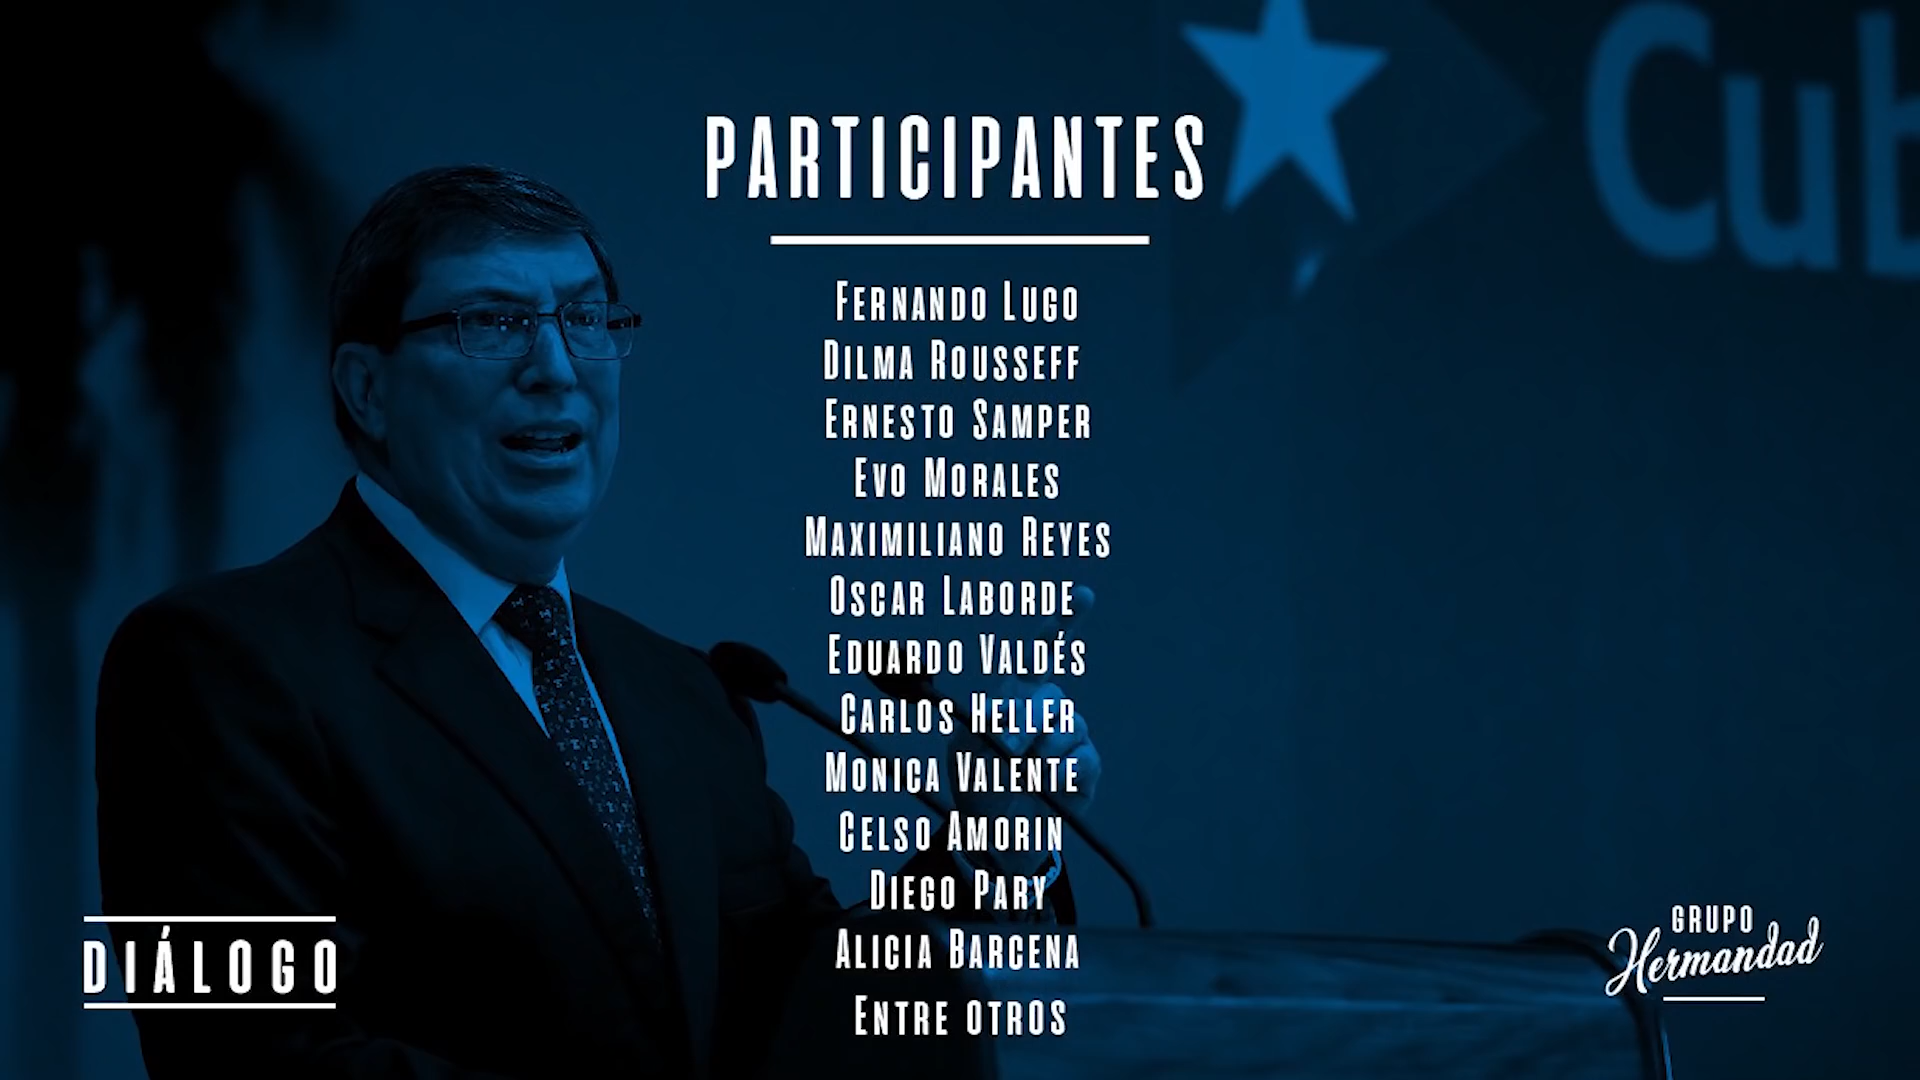 Cub
PARTICIPANTES
FERNANDO LUGO
DILMA ROUSSEFF
ERNESTO SAMPER
EVO MORALES
MAXIMILIANO REYES
OSCAR LABORDE
EDUARDO VALDÉS
CARLOS HELLER
MONICA VALENTE
CELSO AMORIN
DIEGO PARY
ALICIA BARCENA
ENTRE OTROS
DIÁLOGO
GRUPO
Hermandad